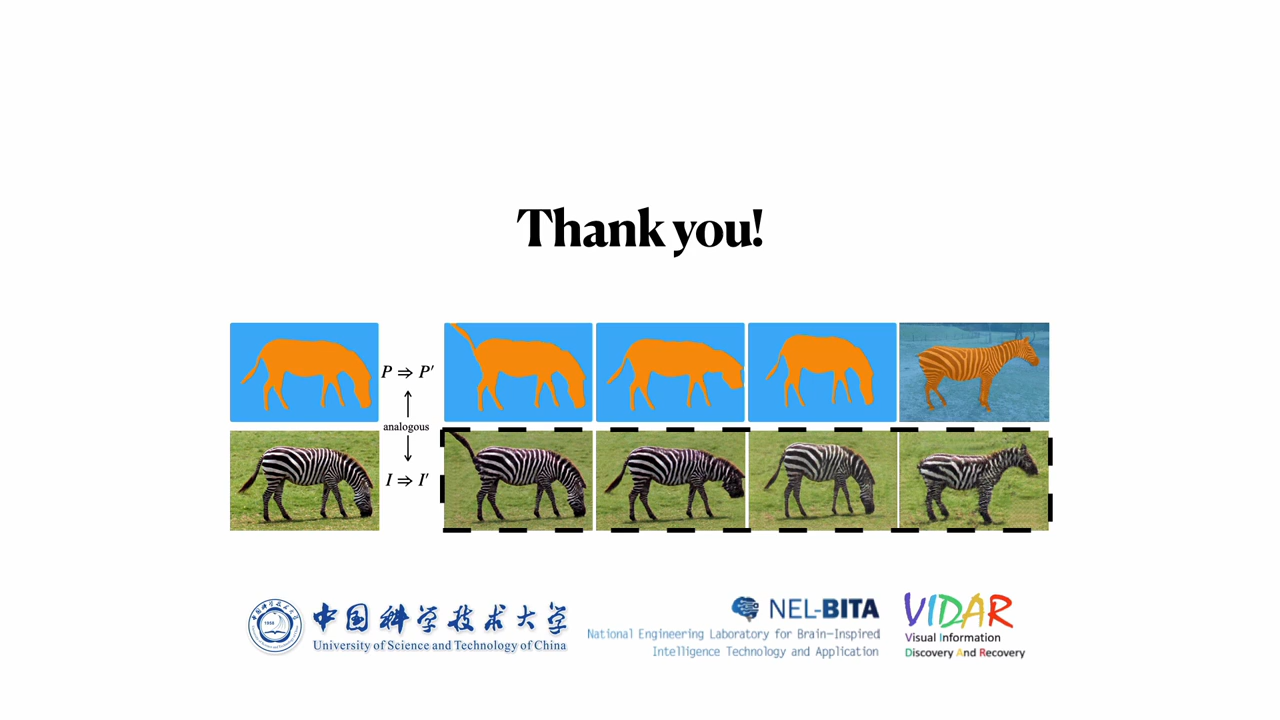 Thank you!
P ⇒ P′
analogous
I ⇒ I′
中国科学技术大学
University of Science and Technology of China
1958
NEL-BITA
National Engineering Laboratory for Brain-Inspired
Intelligence Technology and Application
VIDAR
Visual Information
Discovery And Recovery